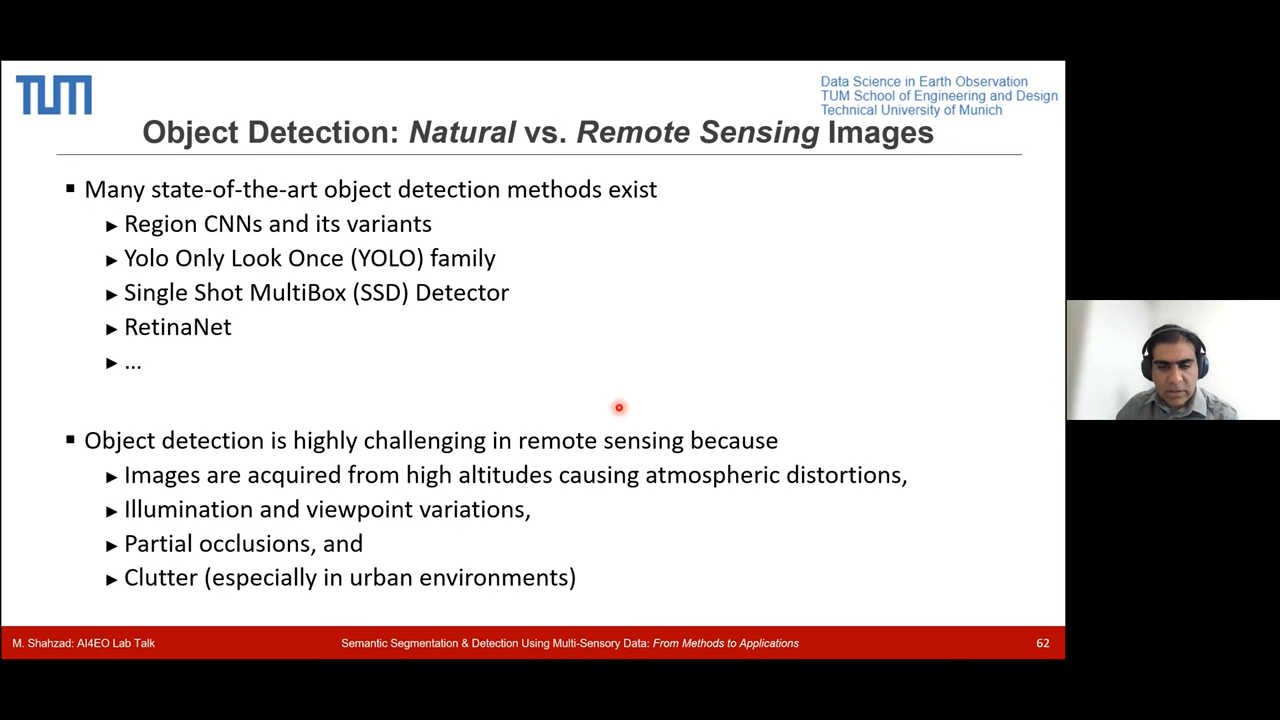 TUM
Data Science in Earth Observation
TUM School of Engineering and Design
Technical University of Munich
Object Detection: Natural vs. Remote Sensing Images
▪ Many state-of-the-art object detection methods exist
► Region CNNs and its variants
► Yolo Only Look Once (YOLO) family
► Single Shot MultiBox (SSD) Detector
► RetinaNet
► ...
▪ Object detection is highly challenging in remote sensing because
► Images are acquired from high altitudes causing atmospheric distortions,
► Illumination and viewpoint variations,
► Partial occlusions, and
► Clutter (especially in urban environments)
M. Shahzad: AI4EO Lab Talk
Semantic Segmentation & Detection Using Multi-Sensory Data: From Methods to Applications
62